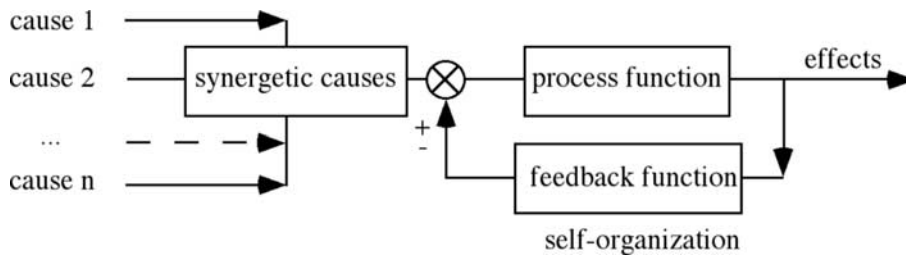 cause 1
cause 2
...
cause n
synergetic causes
+
-
process function
effects
feedback function
self-organization